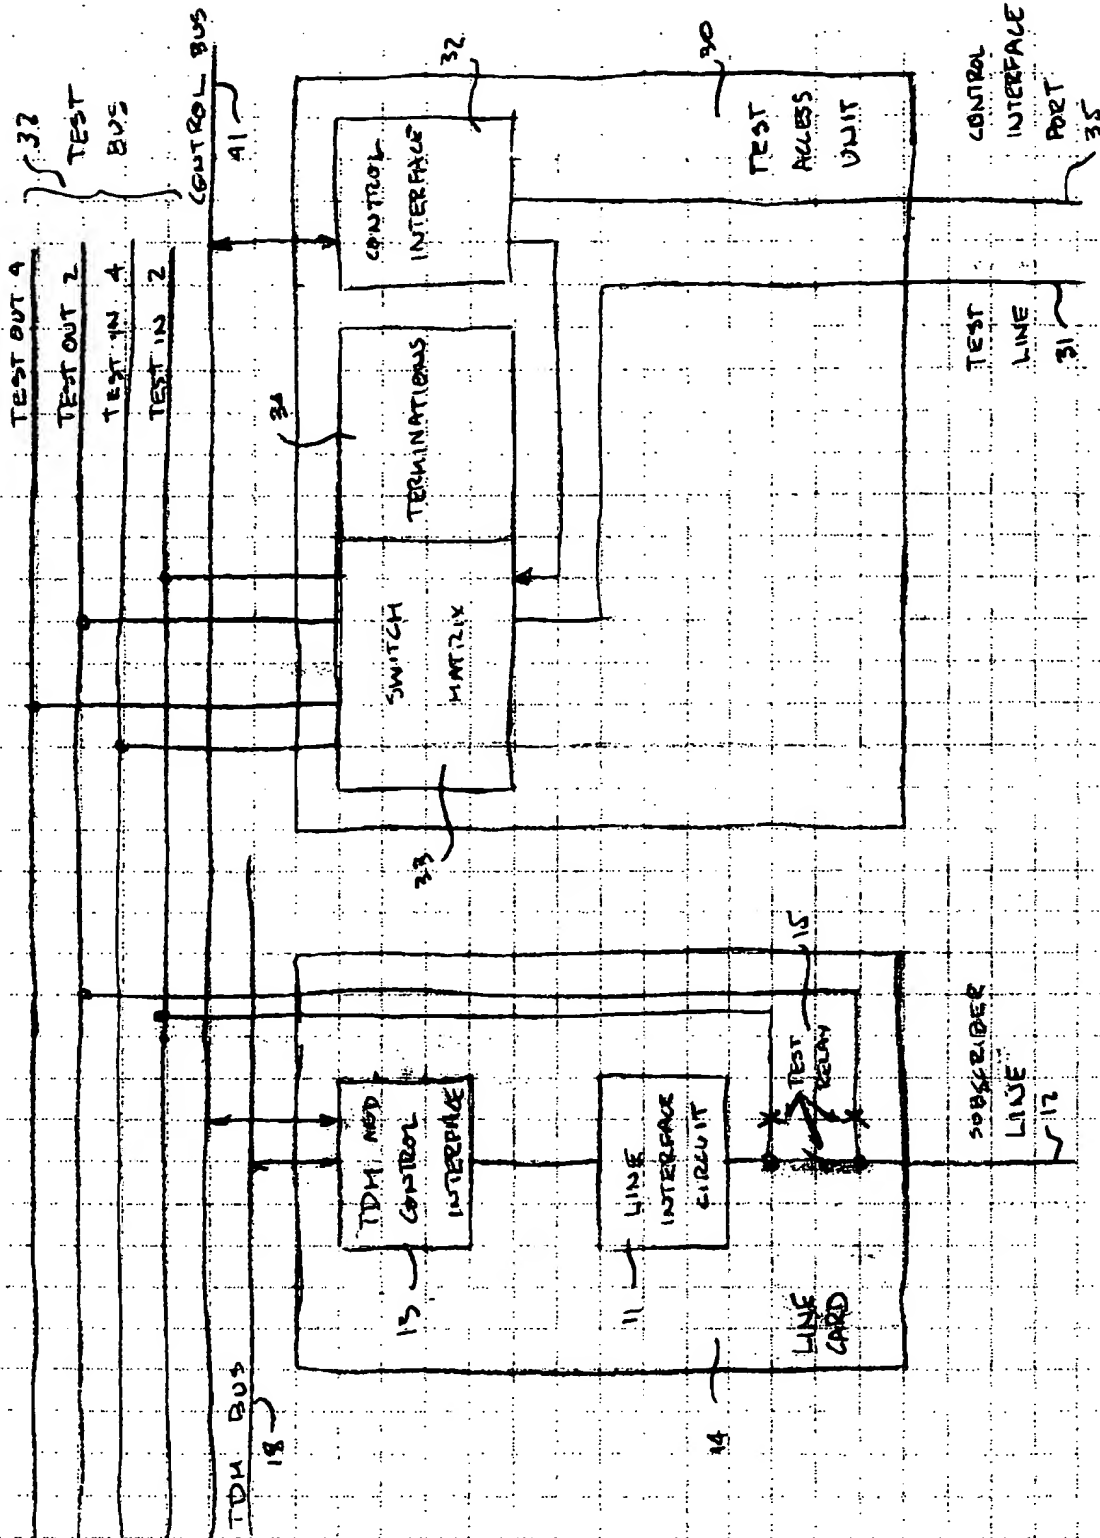 TEST OUT 4
TEST OUT 2
TEST IN 4
TEST IN 2
TEST
BUS
CONTROL BUS
41
TDM BUS
18
TDM AND
CONTROL
INTERFACE
13
LINE
INTERFACE
CIRCUIT
11
TEST
RELAY
15
LINE
CARD
14
SUBSCRIBER
LINE
12
SWITCH
MATRIX
33
TERMINATIONS
CONTROL
INTERFACE
32
TEST
ACCESS
UNIT
30
TEST
LINE
31
CONTROL
INTERFACE
PORT
35